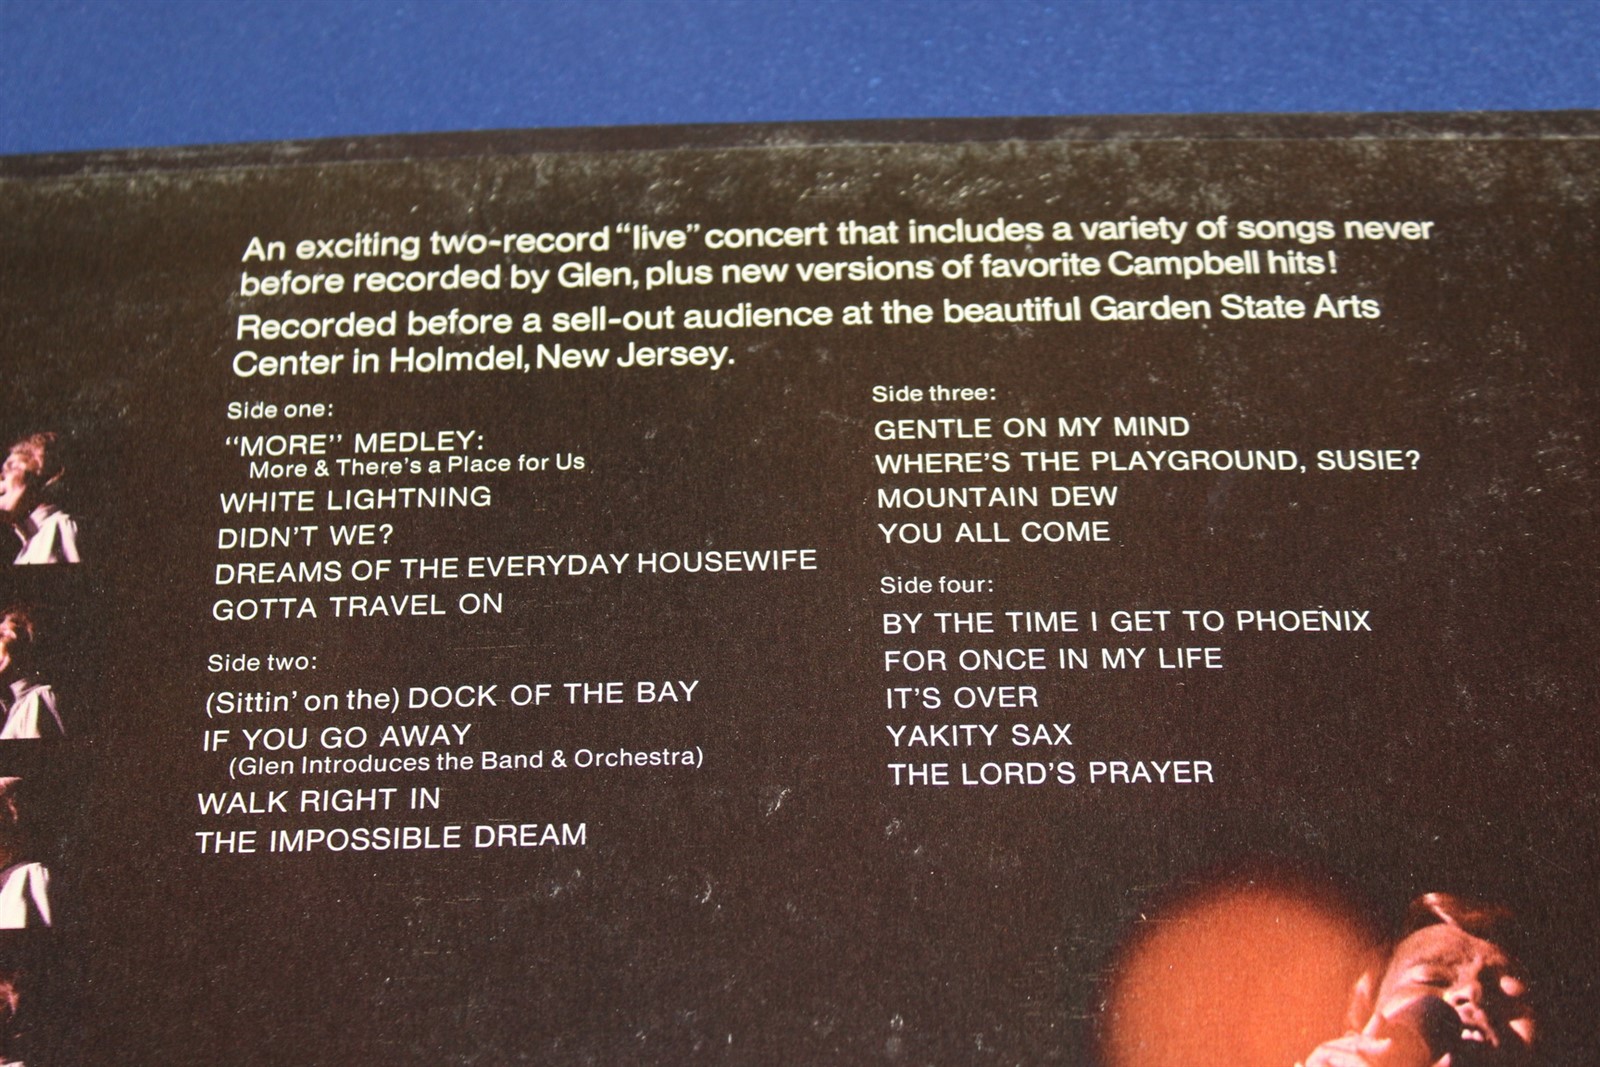 An exciting two-record "live" concert that includes a variety of songs never
before recorded by Glen, plus new versions of favorite Campbell hits!
Recorded before a sell-out audience at the beautiful Garden State Arts
Center in Holmdel, New Jersey.
Side one:
"MORE" MEDLEY:
More & There's a Place for Us
WHITE LIGHTNING
DIDN'T WE?
DREAMS OF THE EVERYDAY HOUSEWIFE
GOTTA TRAVEL ON
Side two:
(Sittin' on the) DOCK OF THE BAY
IF YOU GO AWAY
(Glen Introduces the Band & Orchestra)
WALK RIGHT IN
THE IMPOSSIBLE DREAM
Side three:
GENTLE ON MY MIND
WHERE'S THE PLAYGROUND, SUSIE?
MOUNTAIN DEW
YOU ALL COME
Side four:
BY THE TIME I GET TO PHOENIX
FOR ONCE IN MY LIFE
IT'S OVER
YAKITY SAX
THE LORD'S PRAYER